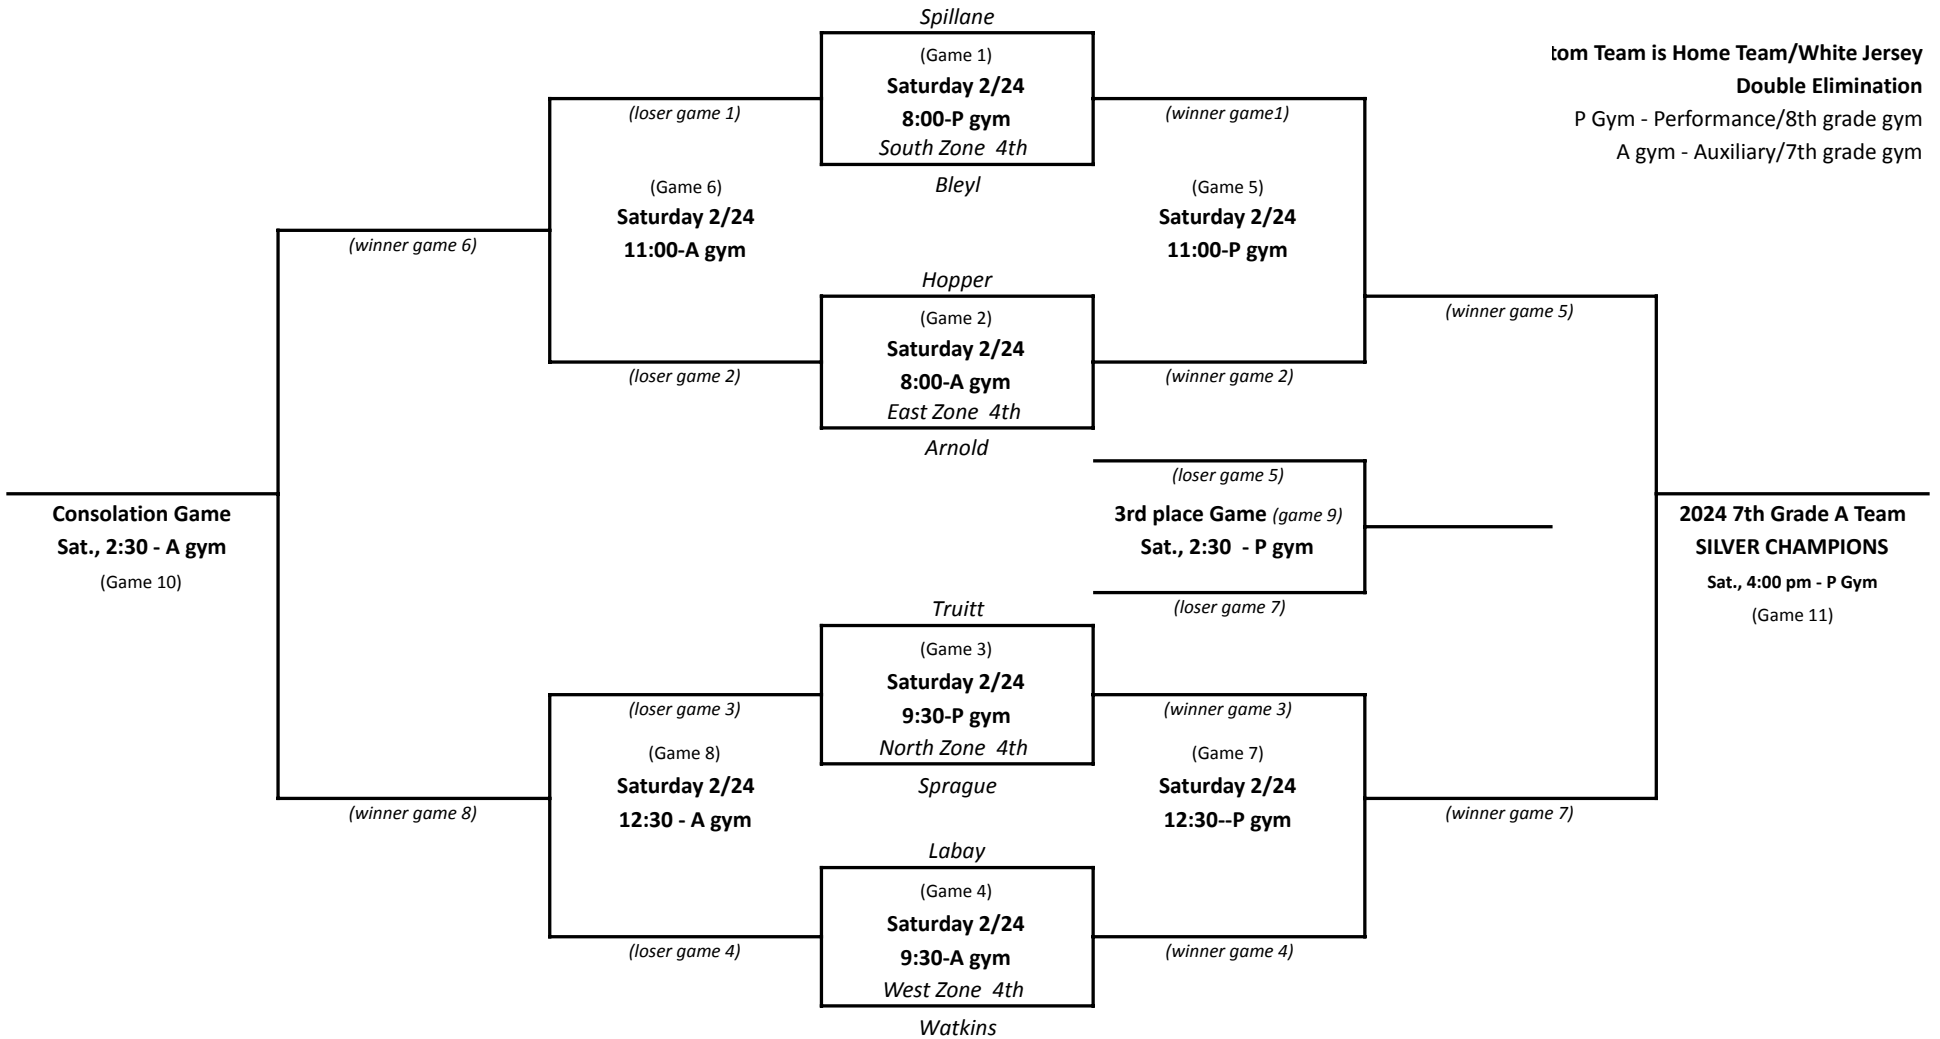 Spillane
(Game 1)
Saturday 2/24
8:00-P gym
South Zone 4th
Bleyl
tom Team is Home Team/White Jersey
Double Elimination
P Gym - Performance/8th grade gym
A gym - Auxiliary/7th grade gym
(loser game 1)
(winner game1)
(Game 6)
Saturday 2/24
11:00-A gym
(Game 5)
Saturday 2/24
11:00-P gym
(winner game 6)
Hopper
(Game 2)
Saturday 2/24
8:00-A gym
East Zone 4th
Arnold
(winner game 5)
(loser game 2)
(winner game 2)
(loser game 5)
3rd place Game (game 9)
Sat., 2:30 - P gym
(loser game 7)
Consolation Game
Sat., 2:30 - A gym
(Game 10)
2024 7th Grade A Team
SILVER CHAMPIONS
Sat., 4:00 pm - P Gym
(Game 11)
Truitt
(Game 3)
Saturday 2/24
9:30-P gym
North Zone 4th
Sprague
(loser game 3)
(winner game 3)
(Game 8)
Saturday 2/24
12:30 - A gym
(Game 7)
Saturday 2/24
12:30--P gym
(winner game 8)
(winner game 7)
Labay
(Game 4)
Saturday 2/24
9:30-A gym
West Zone 4th
Watkins
(loser game 4)
(winner game 4)